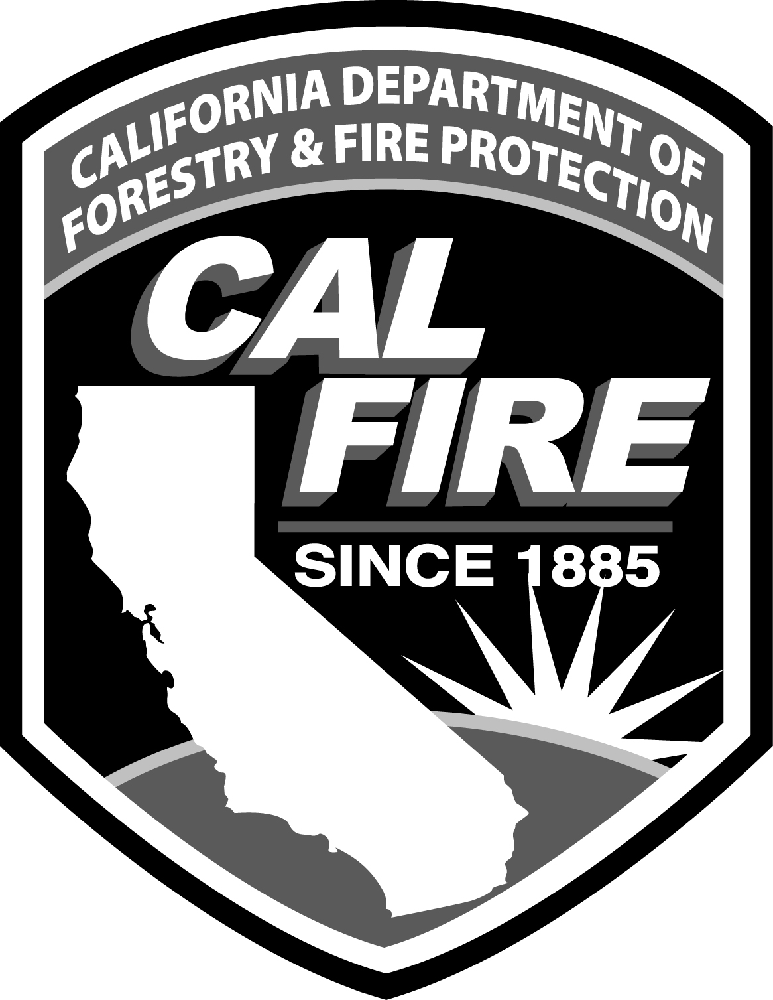 CALIFORNIA DEPARTMENT OF
FORESTRY & FIRE PROTECTION
CAL
FIRE
SINCE 1885